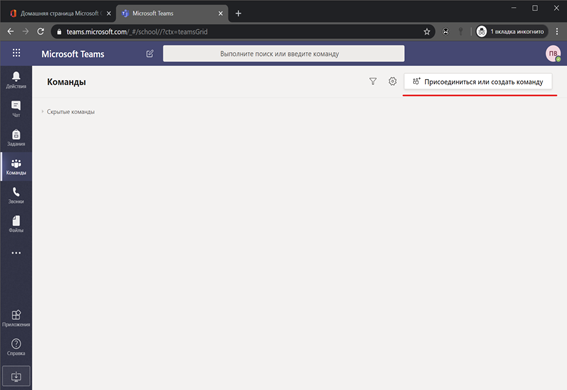 Домашняя страница Microsoft
Microsoft Teams
teams.microsoft.com/_#/school//?ctx=teamsGrid
1 вкладка инкогнито
Microsoft Teams
Выполните поиск или введите команду
ПВ
Действия
Команды
Присоединиться или создать команду
Чат
Скрытые команды
Задания
Команды
Звонки
Файлы
Приложения
Справка